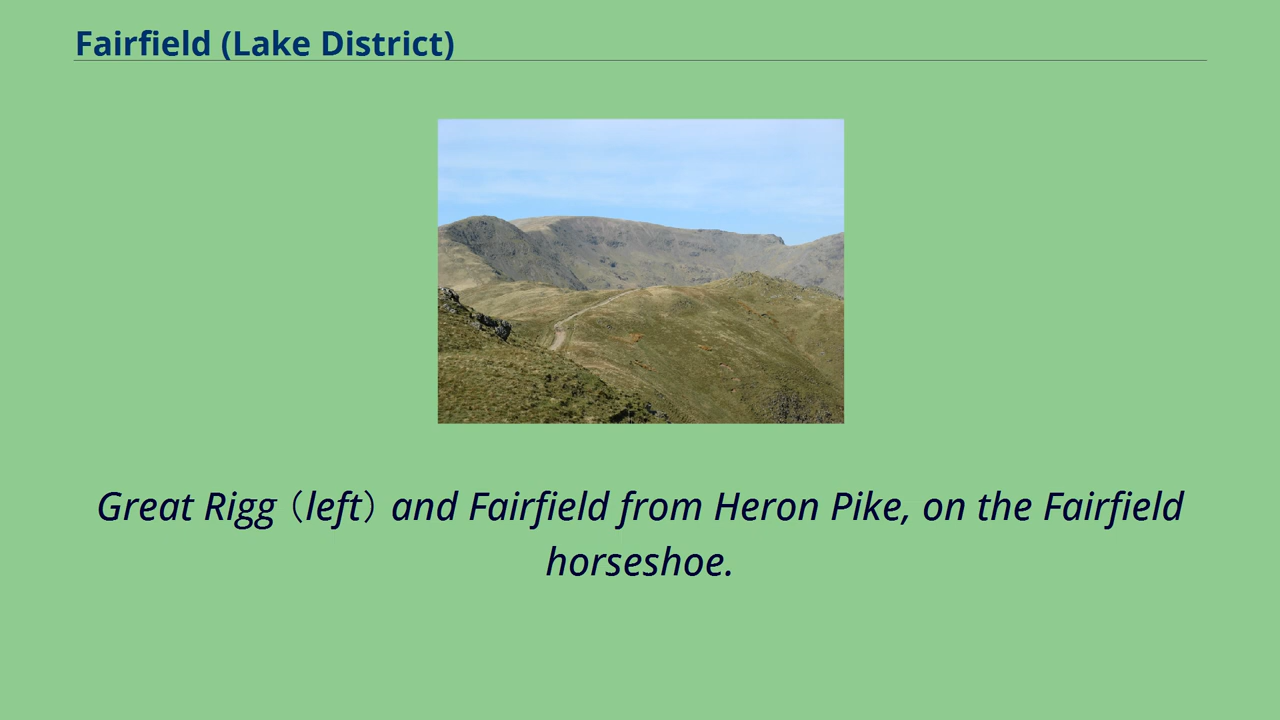 Fairfield (Lake District)
Great Rigg (left) and Fairfield from Heron Pike, on the Fairfield
horseshoe.